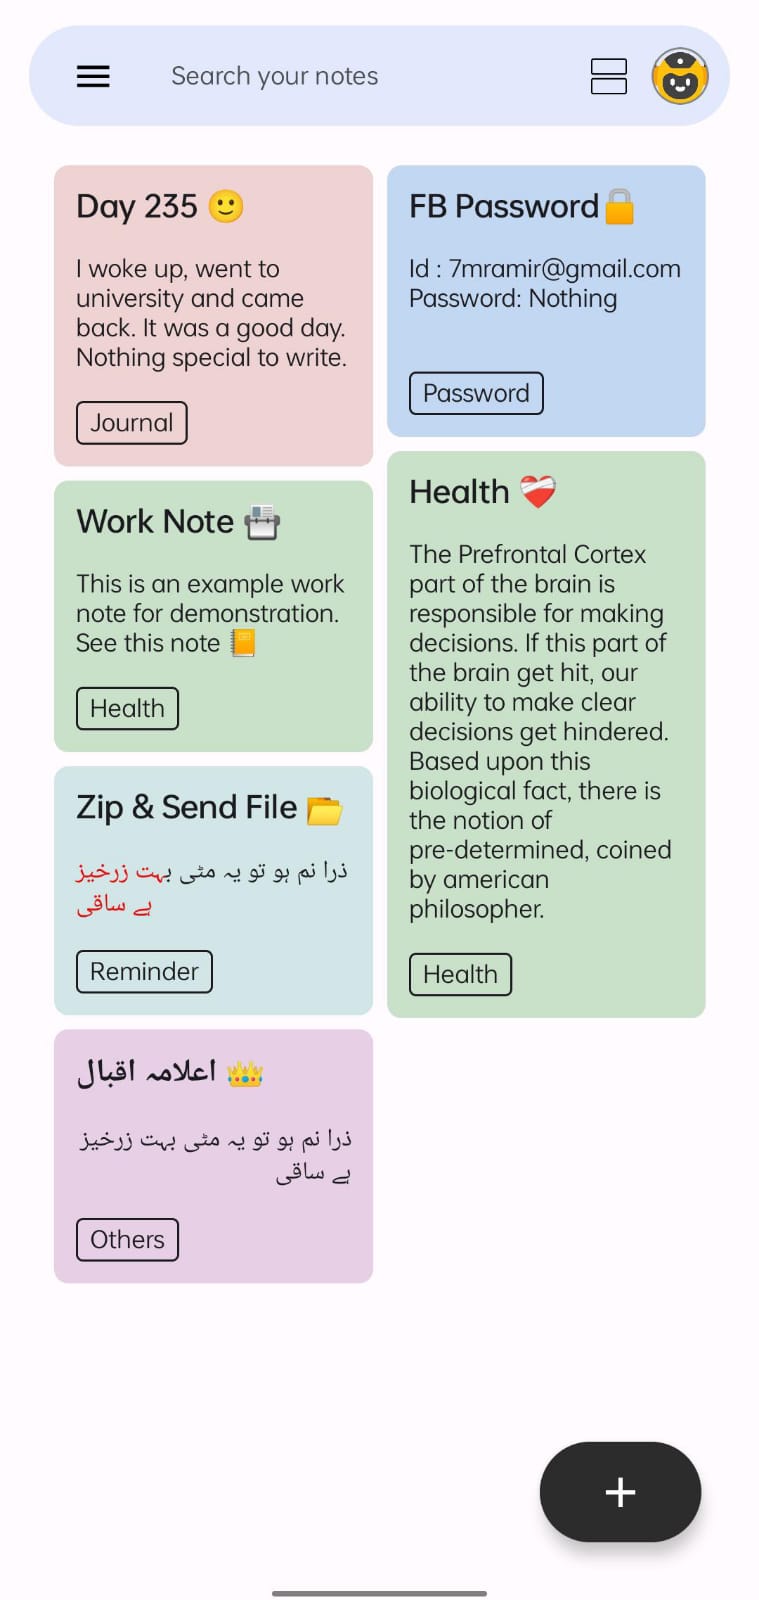 Search your notes
Day 235 🙂
I woke up, went to
university and came
back. It was a good day.
Nothing special to write.
Journal
FB Password🔒
Id : 7mramir@gmail.com
Password: Nothing
Password
Work Note 📠
This is an example work
note for demonstration.
See this note 📒
Health
Health ❤️‍🩹
The Prefrontal Cortex
part of the brain is
responsible for making
decisions. If this part of
the brain get hit, our
ability to make clear
decisions get hindered.
Based upon this
biological fact, there is
the notion of
pre-determined, coined
by american
philosopher.
Health
Zip & Send File 📂
ذرا نم ہو تو یہ مٹی بہت زرخیز
ہے ساقی
Reminder
اعلامہ اقبال 👑
ذرا نم ہو تو یہ مٹی بہت زرخیز
ہے ساقی
Others